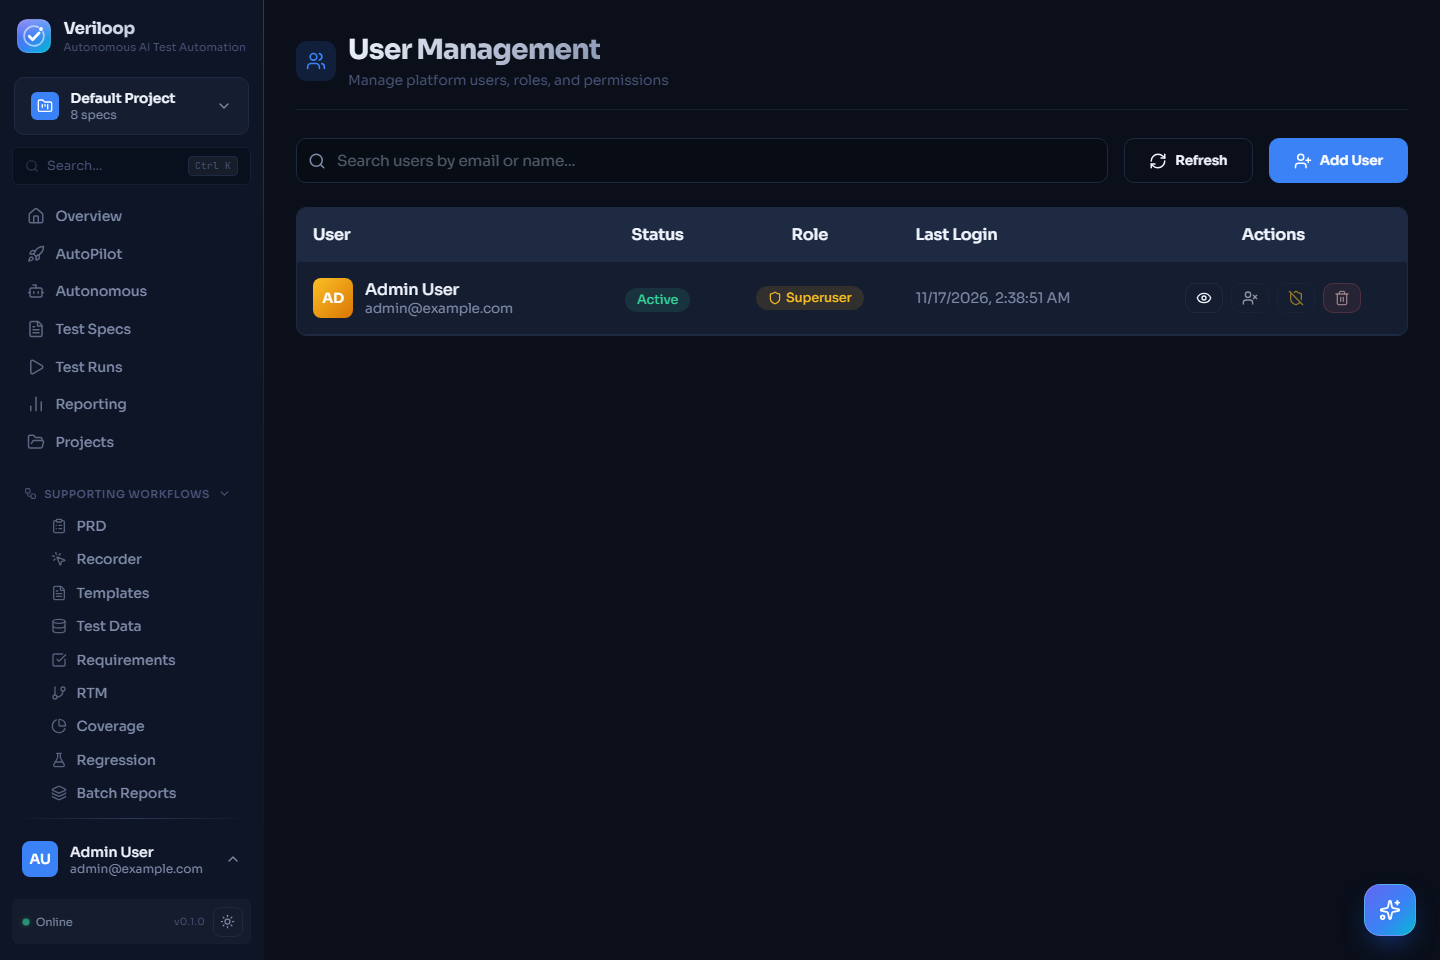 Veriloop
Autonomous AI Test Automation
Default Project
8 specs
Search...
Ctrl K
Overview
AutoPilot
Autonomous
Test Specs
Test Runs
Reporting
Projects
SUPPORTING WORKFLOWS
PRD
Recorder
Templates
Test Data
Requirements
RTM
Coverage
Regression
Batch Reports
AU
Admin User
admin@example.com
Online
v0.1.0
User Management
Manage platform users, roles, and permissions
Search users by email or name...
Refresh
Add User
User Status Role Last Login Actions
AD
Admin User
admin@example.com
Active
Superuser
11/17/2026, 2:38:51 AM